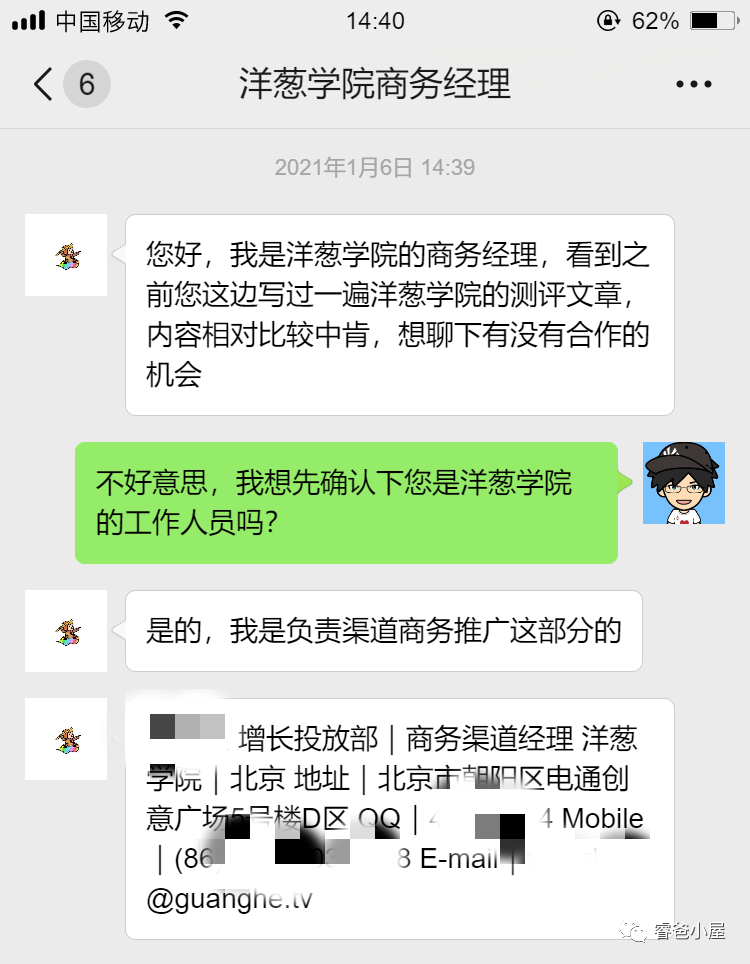 中国移动 14:40 62%
6 洋葱学院商务经理
2021年1月6日 14:39
您好，我是洋葱学院的商务经理，看到之
前您这边写过一遍洋葱学院的测评文章，
内容相对比较中肯，想聊下有没有合作的
机会
不好意思，我想先确认下您是洋葱学院
的工作人员吗？
是的，我是负责渠道商务推广这部分的
增长投放部｜商务渠道经理 洋葱
学院｜北京 地址｜北京市朝阳区电通创
意广场5号楼D区 QQ｜4 4 Mobile
｜(86 8 E-mail｜
@guanghe.tv
睿爸小屋